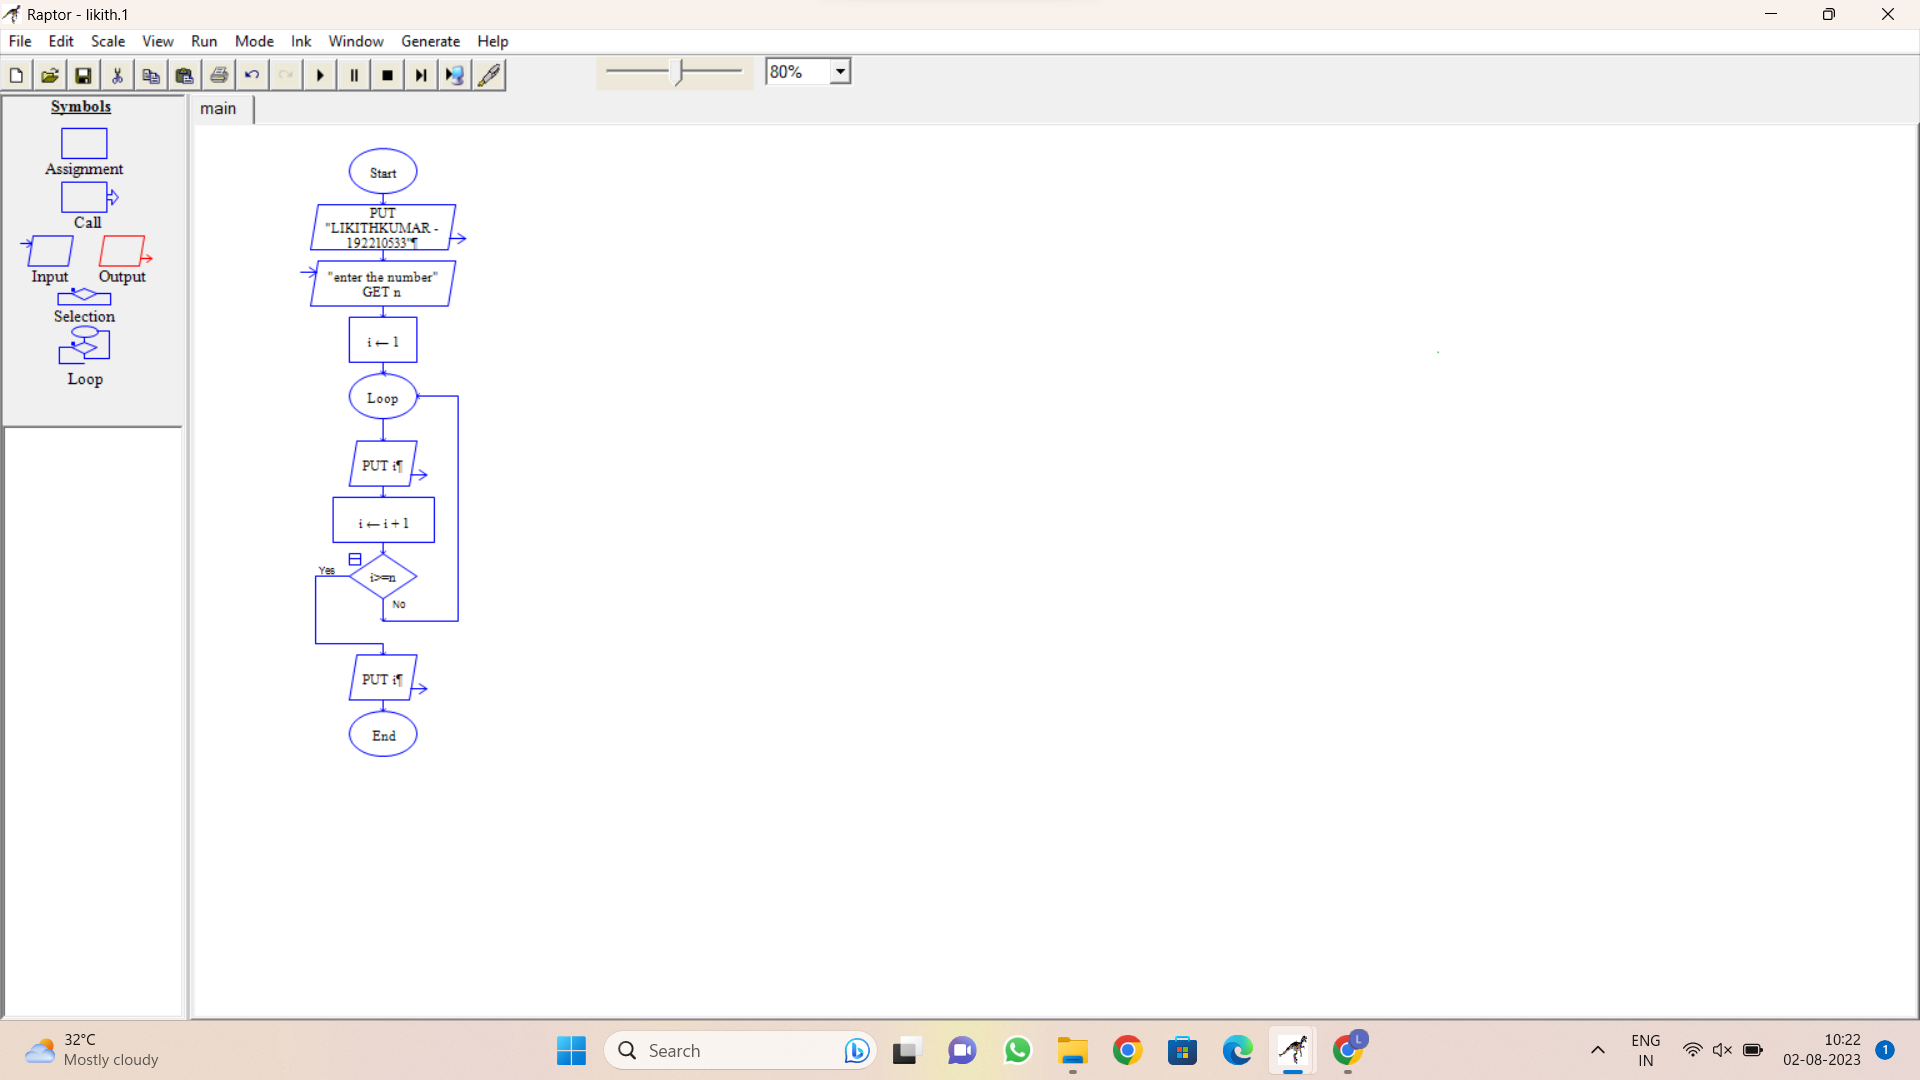 Raptor - likith.1
File Edit Scale View Run Mode Ink Window Generate Help
80%
Symbols
main
Assignment
Call
Input Output
Selection
Loop
Start
PUT
"LIKITHKUMAR -
192210533"¶
"enter the number"
GET n
i ← 1
Loop
PUT i¶
i ← i + 1
Yes
i>=n
No
PUT i¶
End
32°C
Mostly cloudy
Search
L
ENG
IN
10:22
02-08-2023
1